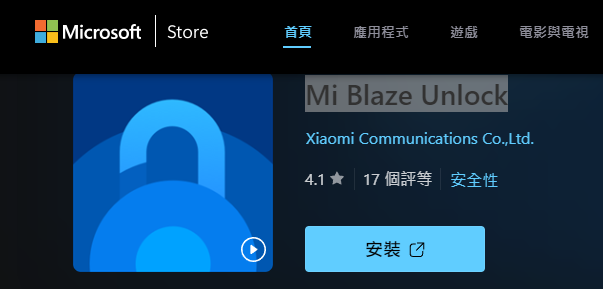 Microsoft Store
首頁 應用程式 遊戲 電影與電視
Mi Blaze Unlock
Xiaomi Communications Co.,Ltd.
4.1 17 個評等 安全性
安裝